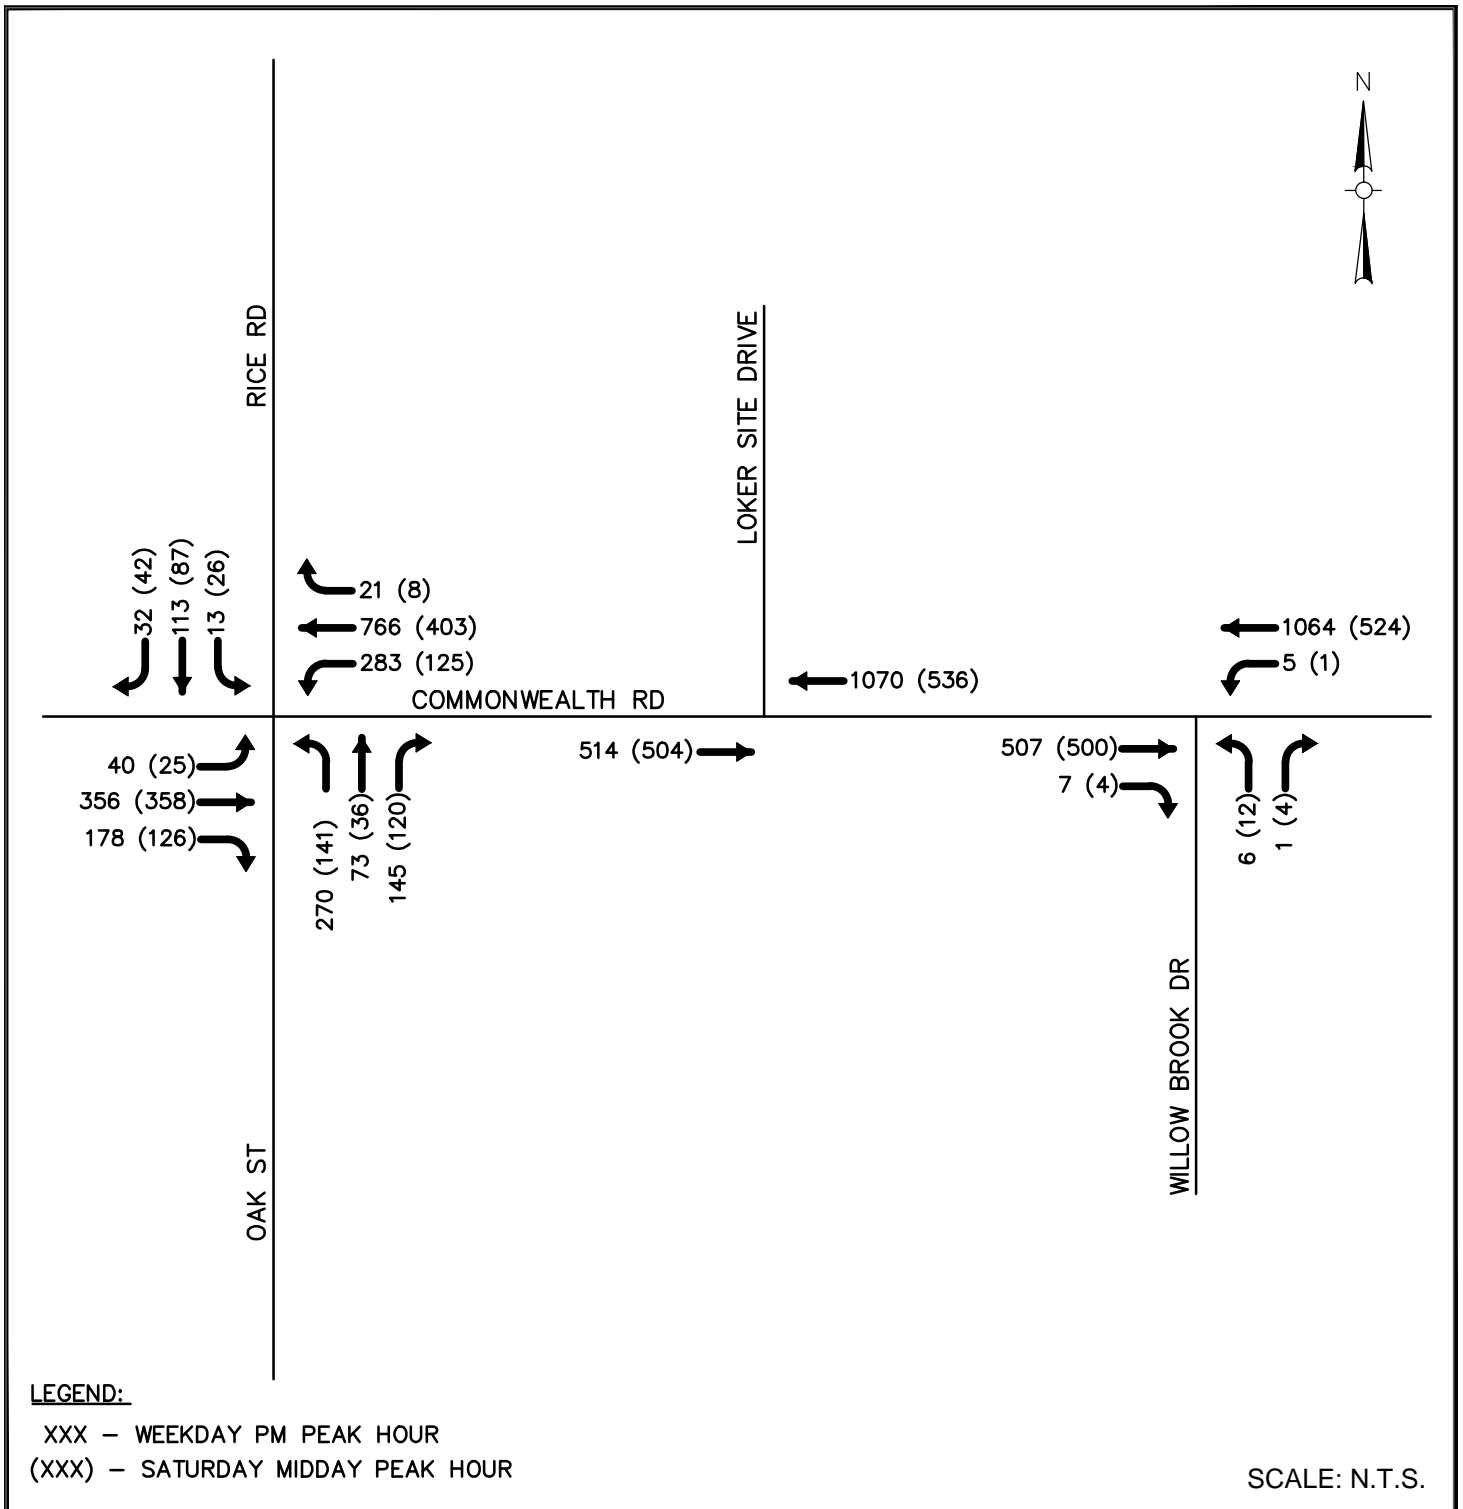 N
RICE RD
LOKER SITE DRIVE
32 (42)
113 (87)
13 (26)
21 (8)
766 (403)
283 (125)
1064 (524)
5 (1)
1070 (536)
COMMONWEALTH RD
40 (25)
356 (358)
178 (126)
270 (141)
73 (36)
145 (120)
514 (504)
507 (500)
7 (4)
6 (12)
1 (4)
WILLOW BROOK DR
OAK ST
LEGEND:
XXX – WEEKDAY PM PEAK HOUR
(XXX) – SATURDAY MIDDAY PEAK HOUR
SCALE: N.T.S.